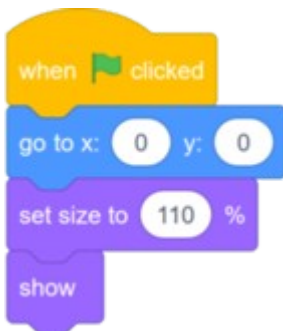 when clicked
go to x: 0 y: 0
set size to 110 %
show